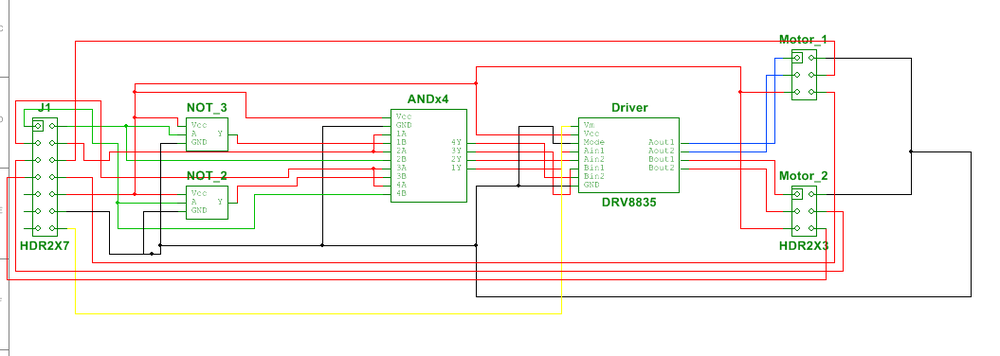 Motor_1
J1
NOT_3
Vcc
A Y
GND
ANDx4
Vcc
GND
1A
1B 4Y
2A 3Y
2B 2Y
3A 1Y
3B
4A
4B
Driver
Vm
Vcc
Mode Aout1
Ain1 Aout2
Ain2 Bout1
Bin1 Bout2
Bin2
GND
DRV8835
NOT_2
Vcc
A Y
GND
Motor_2
HDR2X7
HDR2X3